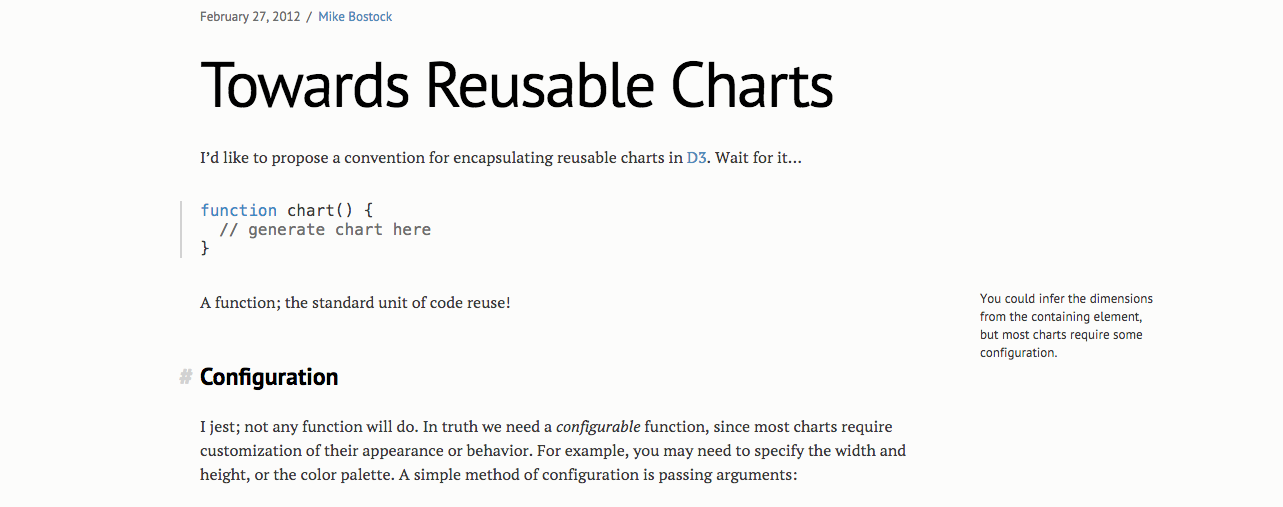 February 27, 2012 / Mike Bostock
Towards Reusable Charts
I’d like to propose a convention for encapsulating reusable charts in D3. Wait for it…
function chart() {
  // generate chart here
}
A function; the standard unit of code reuse!
You could infer the dimensions
from the containing element,
but most charts require some
configuration.
# Configuration
I jest; not any function will do. In truth we need a configurable function, since most charts require
customization of their appearance or behavior. For example, you may need to specify the width and
height, or the color palette. A simple method of configuration is passing arguments: